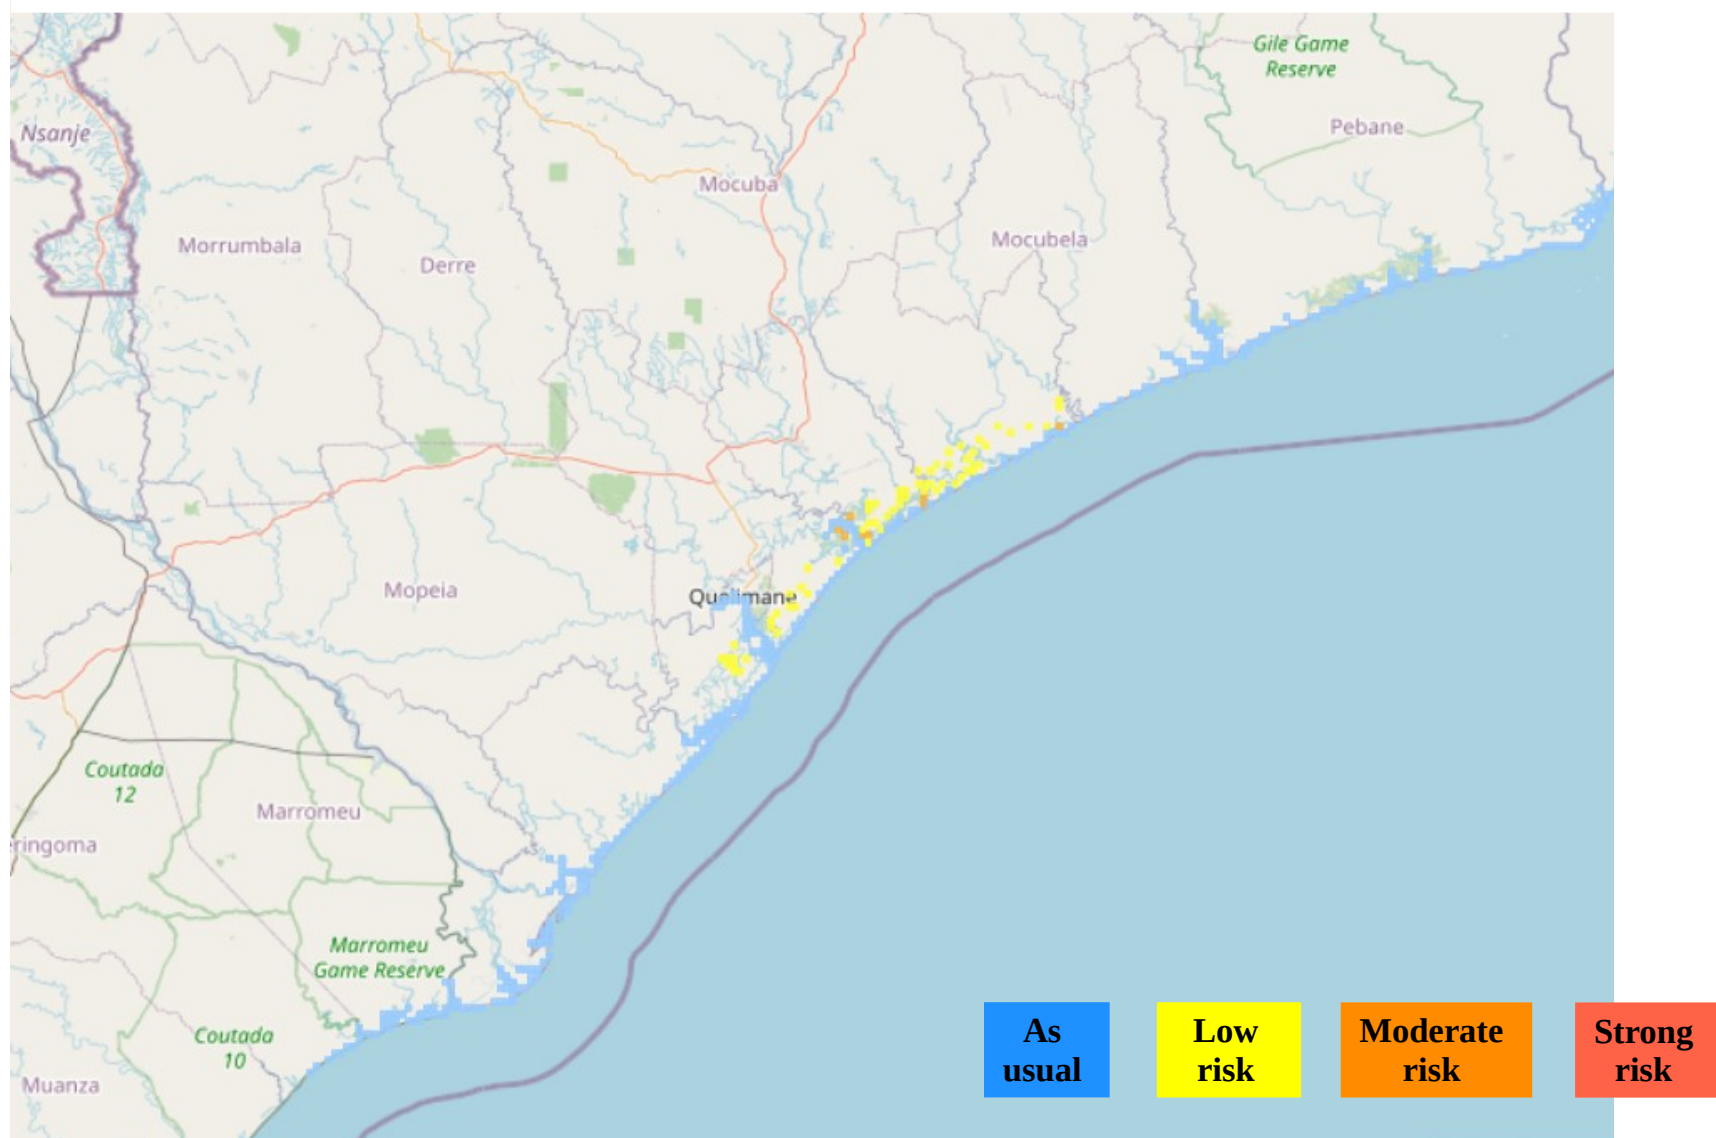 Gile Game
Reserve
Nsanje
Pebane
Mocuba
Morrumbala
Mocubela
Derre
Mopeia
Quelimane
Coutada
12
Marromeu
eringoma
Marromeu
Game Reserve
Coutada
10
Muanza
As
usual
Low
risk
Moderate
risk
Strong
risk